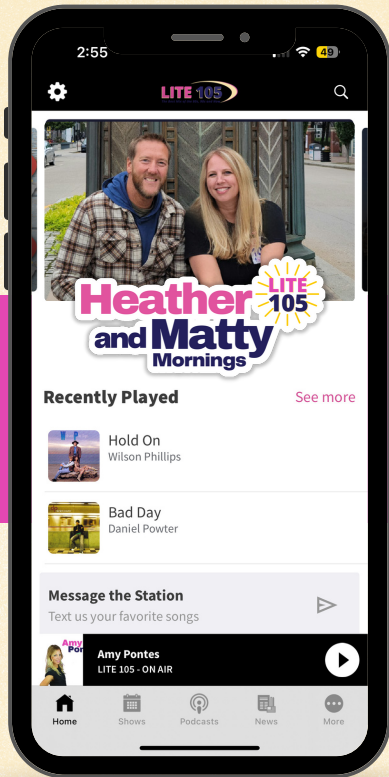 2:55
49
LITE 105
Heather
and Matty
Mornings
LITE
105
Recently Played
See more
Hold On
Wilson Phillips
Bad Day
Daniel Powter
Message the Station
Text us your favorite songs
Amy
Amy Pontes
LITE 105 - ON AIR
Home
Shows
Podcasts
News
More